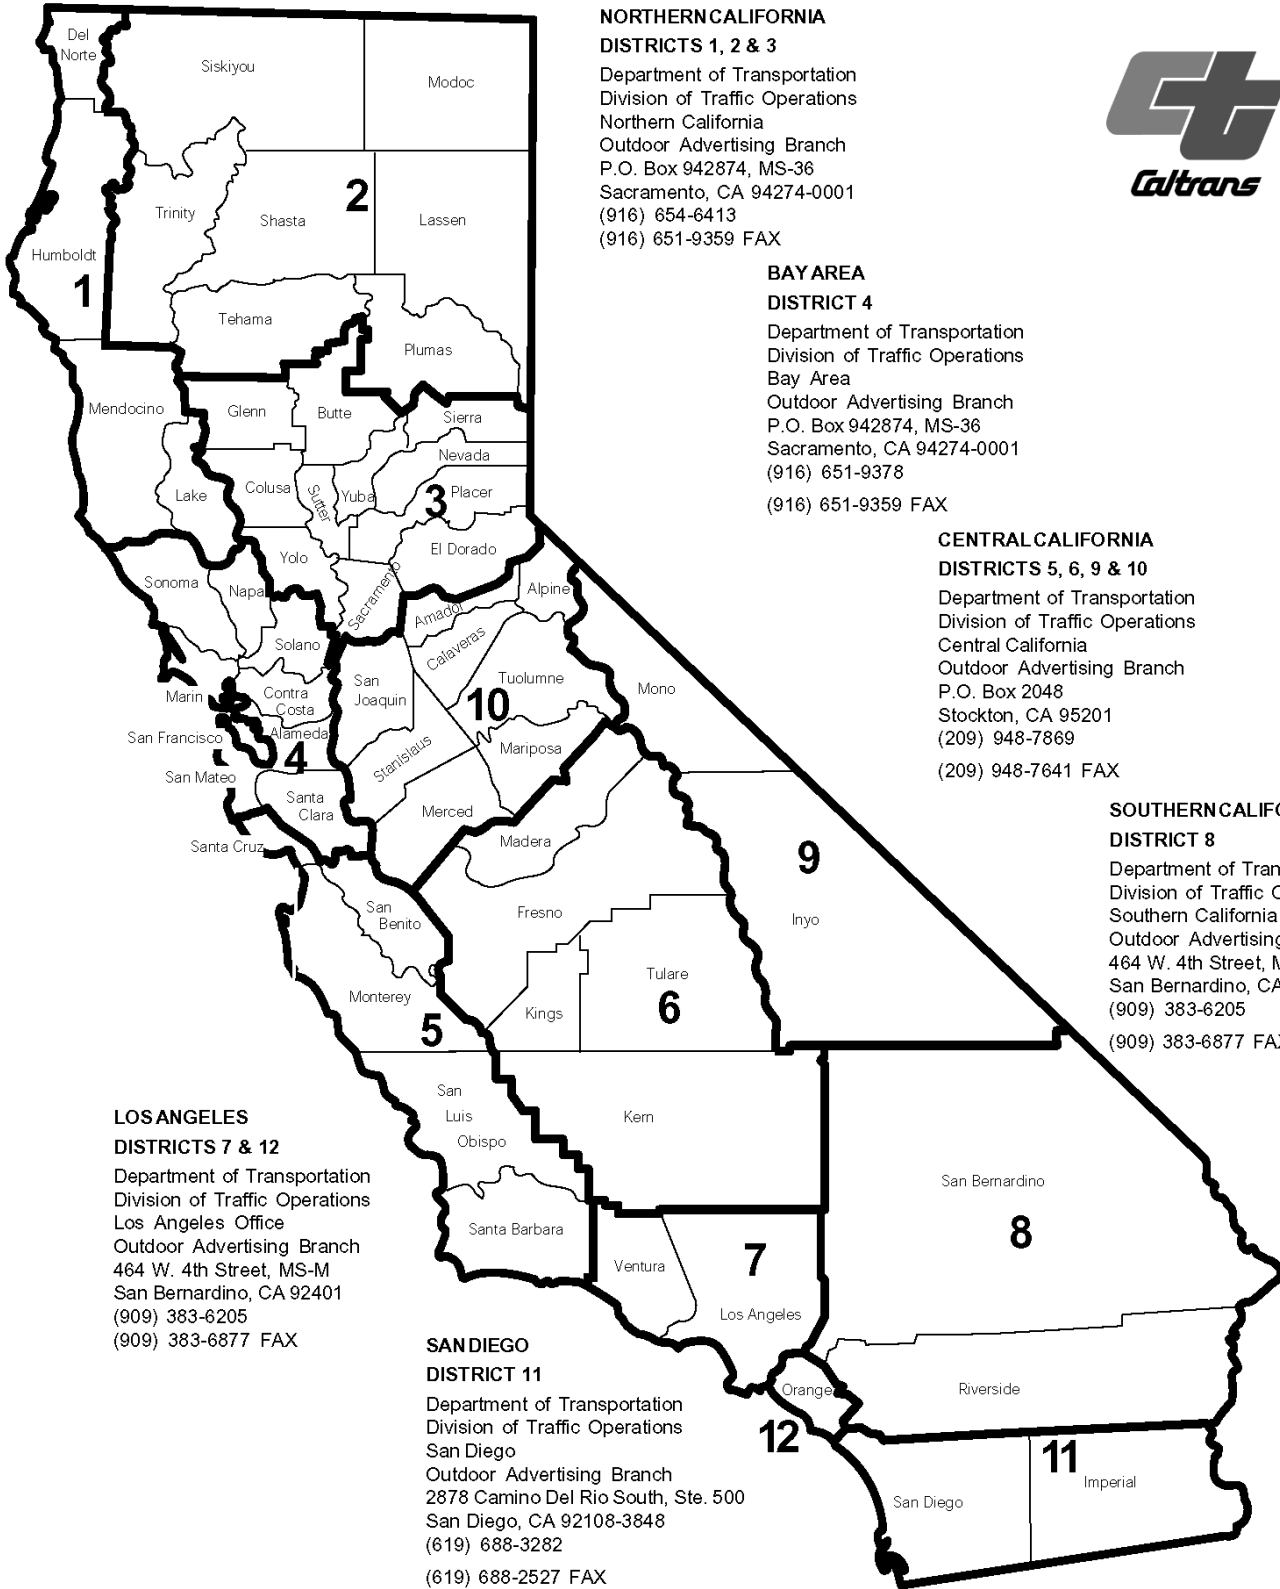 NORTHERN CALIFORNIA
DISTRICTS 1, 2 & 3
Department of Transportation
Division of Traffic Operations
Northern California
Outdoor Advertising Branch
P.O. Box 942874, MS-36
Sacramento, CA 94274-0001
(916) 654-6413
(916) 651-9359 FAX
Caltrans
BAY AREA
DISTRICT 4
Department of Transportation
Division of Traffic Operations
Bay Area
Outdoor Advertising Branch
P.O. Box 942874, MS-36
Sacramento, CA 94274-0001
(916) 651-9378
(916) 651-9359 FAX
CENTRAL CALIFORNIA
DISTRICTS 5, 6, 9 & 10
Department of Transportation
Division of Traffic Operations
Central California
Outdoor Advertising Branch
P.O. Box 2048
Stockton, CA 95201
(209) 948-7869
(209) 948-7641 FAX
SOUTHERN CALIFO
DISTRICT 8
Department of Tran
Division of Traffic O
Southern California
Outdoor Advertising
464 W. 4th Street, M
San Bernardino, CA
(909) 383-6205
(909) 383-6877 FAX
LOS ANGELES
DISTRICTS 7 & 12
Department of Transportation
Division of Traffic Operations
Los Angeles Office
Outdoor Advertising Branch
464 W. 4th Street, MS-M
San Bernardino, CA 92401
(909) 383-6205
(909) 383-6877 FAX
SAN DIEGO
DISTRICT 11
Department of Transportation
Division of Traffic Operations
San Diego
Outdoor Advertising Branch
2878 Camino Del Rio South, Ste. 500
San Diego, CA 92108-3848
(619) 688-3282
(619) 688-2527 FAX
Del
Norte
Siskiyou
Modoc
Trinity
Shasta
2
Lassen
Humboldt
1
Tehama
Plumas
Mendocino
Glenn
Butte
Sierra
Nevada
Lake
Colusa
Sutter
Yuba
3
Placer
Yolo
El Dorado
Sonoma
Napa
Sacramento
Alpine
Amador
Solano
Calaveras
Marin
Contra
Costa
San
Joaquin
Tuolumne
10
Mono
San Francisco
Alameda
4
Stanislaus
Mariposa
San Mateo
Santa
Clara
Merced
Santa Cruz
Madera
9
San
Benito
Fresno
Inyo
Monterey
5
Kings
Tulare
6
San
Luis
Obispo
Kern
San Bernardino
8
Santa Barbara
Ventura
7
Los Angeles
Orange
12
Riverside
11
San Diego
Imperial